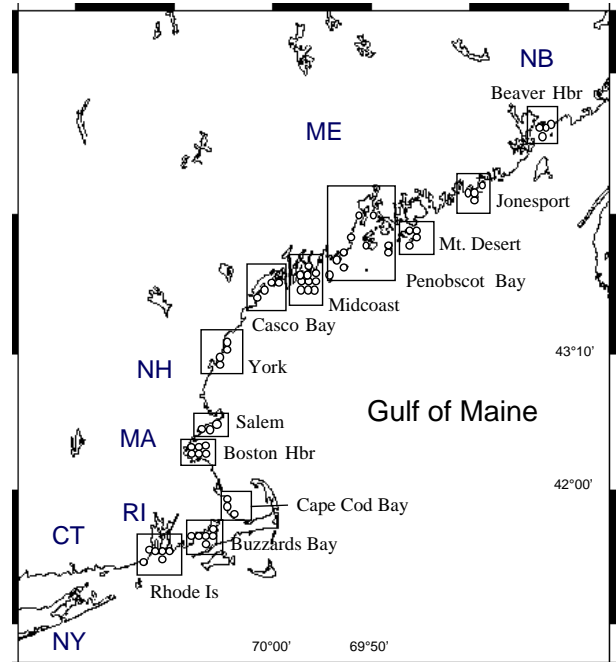 NB
Beaver Hbr
ME
Jonesport
Mt. Desert
Penobscot Bay
Midcoast
Casco Bay
43°10'
NH
York
Gulf of Maine
Salem
MA
Boston Hbr
42°00'
Cape Cod Bay
RI
CT
Buzzards Bay
Rhode Is
NY
70°00'
69°50'